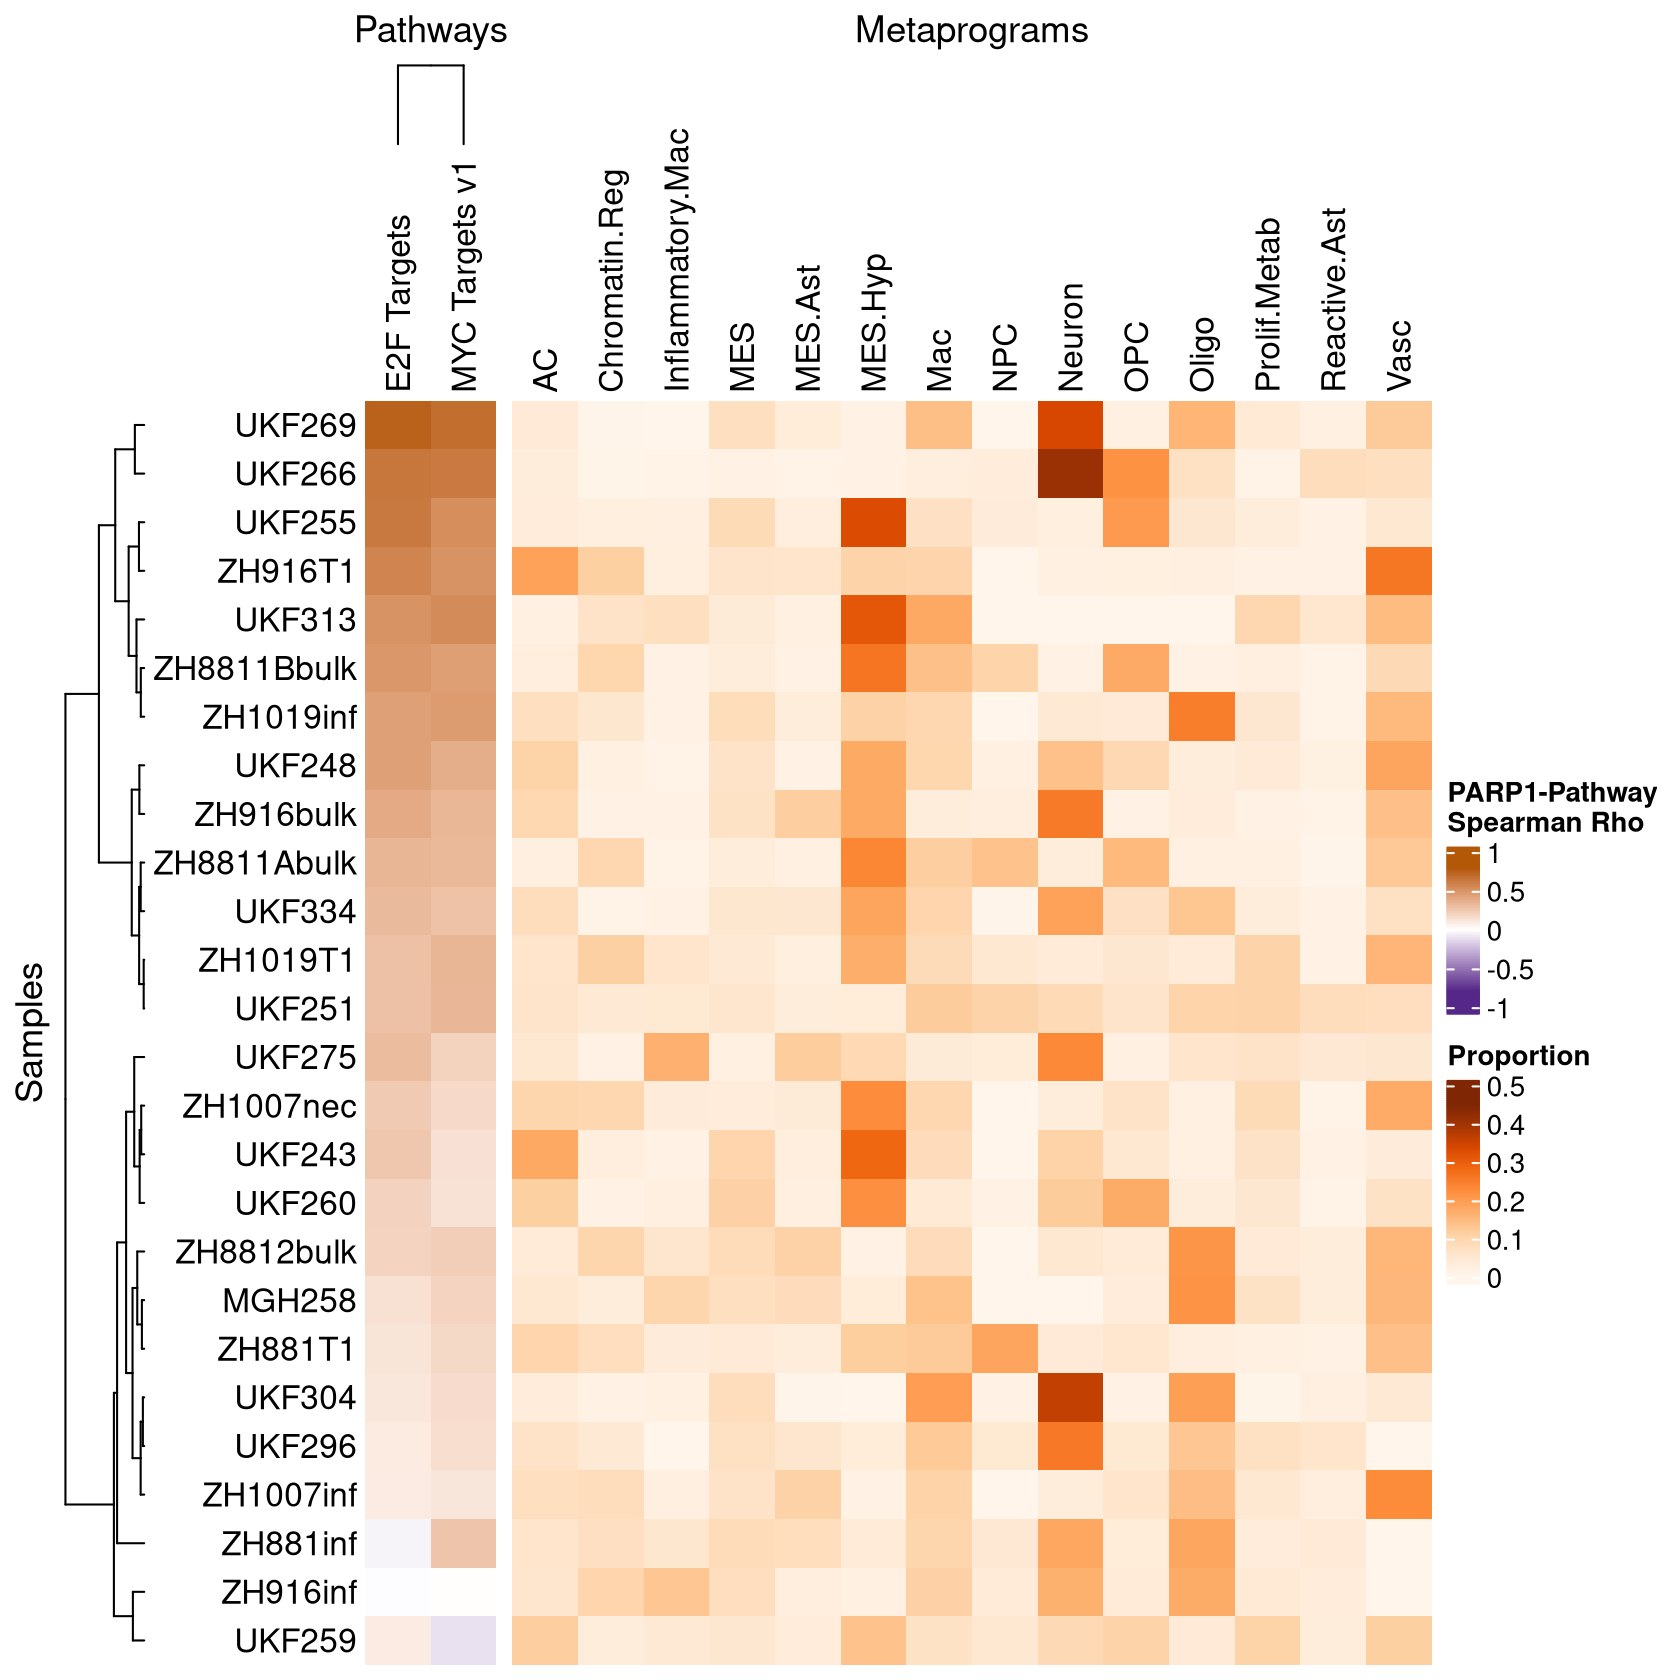 Pathways
Metaprograms
E2F Targets
MYC Targets v1
AC
Chromatin.Reg
Inflammatory.Mac
MES
MES.Ast
MES.Hyp
Mac
NPC
Neuron
OPC
Oligo
Prolif.Metab
Reactive.Ast
Vasc
Samples
UKF269
UKF266
UKF255
ZH916T1
UKF313
ZH8811Bbulk
ZH1019inf
UKF248
ZH916bulk
ZH8811Abulk
UKF334
ZH1019T1
UKF251
UKF275
ZH1007nec
UKF243
UKF260
ZH8812bulk
MGH258
ZH881T1
UKF304
UKF296
ZH1007inf
ZH881inf
ZH916inf
UKF259
PARP1-Pathway
Spearman Rho
1
0.5
0
-0.5
-1
Proportion
0.5
0.4
0.3
0.2
0.1
0